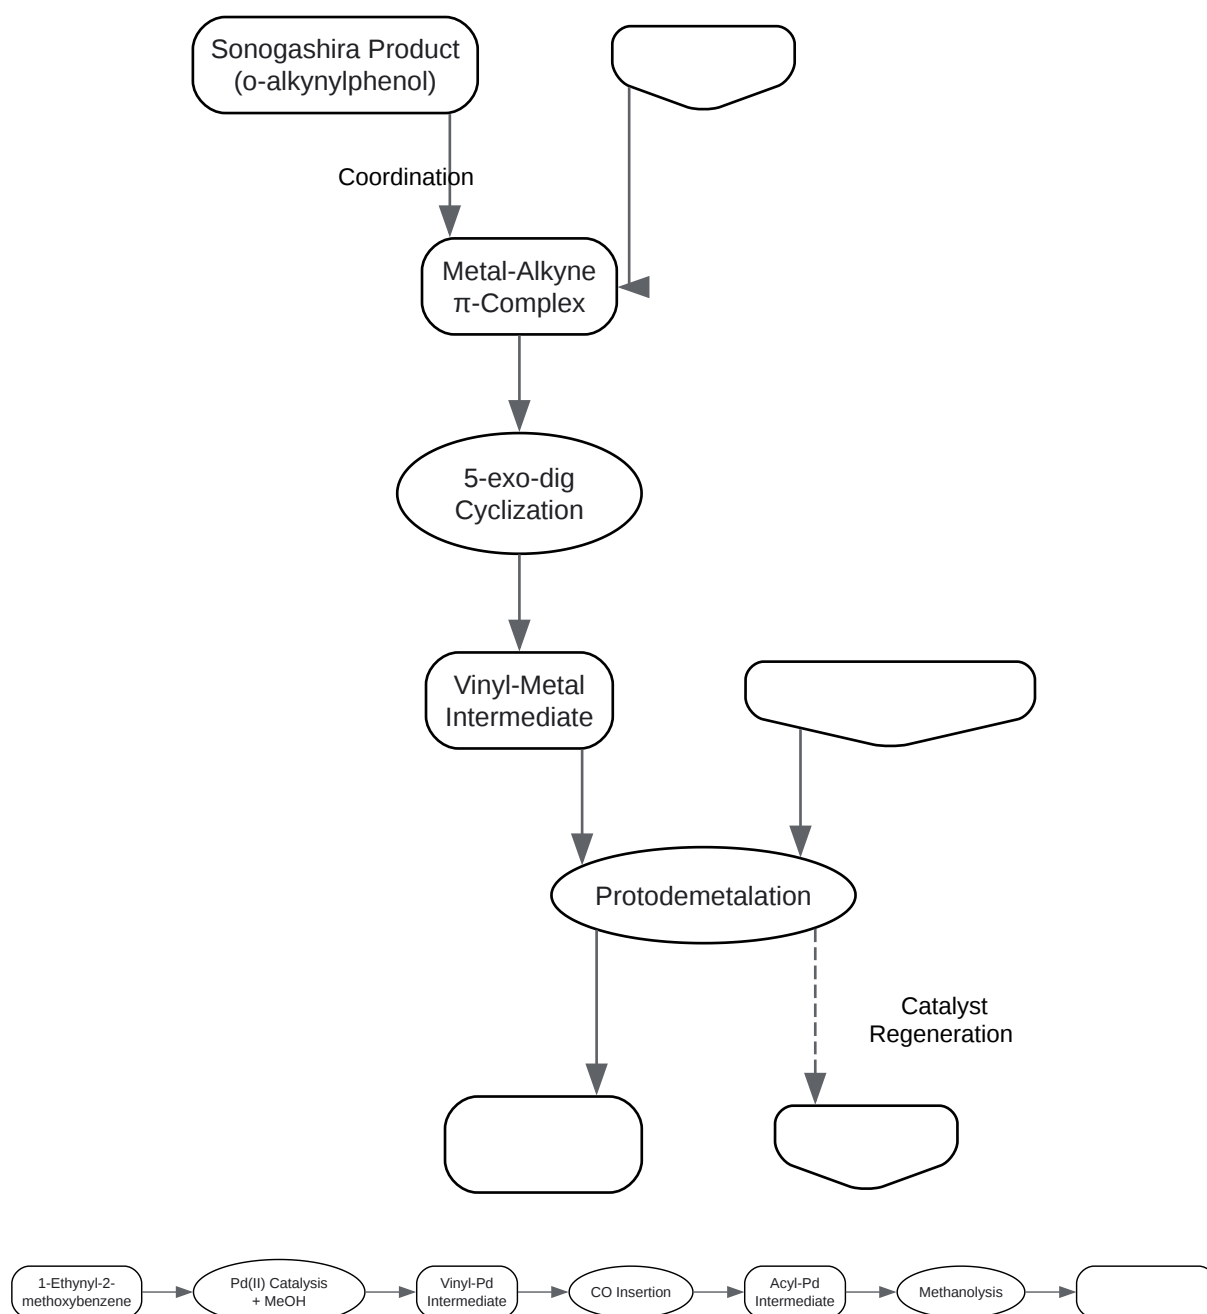 Sonogashira Product
(o-alkynylphenol)
Coordination
Metal-Alkyne
π-Complex
5-exo-dig
Cyclization
Vinyl-Metal
Intermediate
Protodemetalation
Catalyst
Regeneration
1-Ethynyl-2-
methoxybenzene
Pd(II) Catalysis
+ MeOH
Vinyl-Pd
Intermediate
CO Insertion
Acyl-Pd
Intermediate
Methanolysis